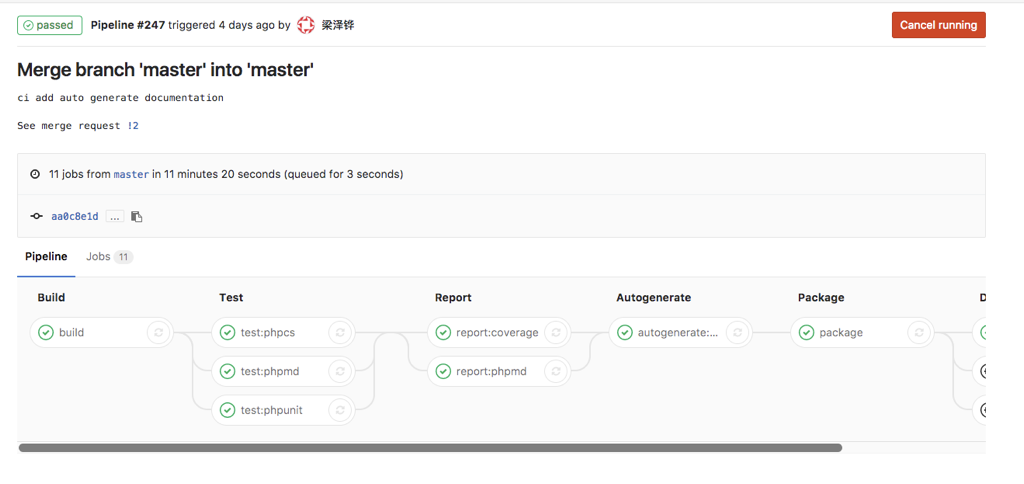 passed Pipeline #247 triggered 4 days ago by 梁泽铧 Cancel running
Merge branch 'master' into 'master'
ci add auto generate documentation
See merge request !2
11 jobs from master in 11 minutes 20 seconds (queued for 3 seconds)
aa0c8e1d ...
Pipeline Jobs 11
Build Test Report Autogenerate Package D
build test:phpcs report:coverage autogenerate:... package
test:phpmd report:phpmd
test:phpunit